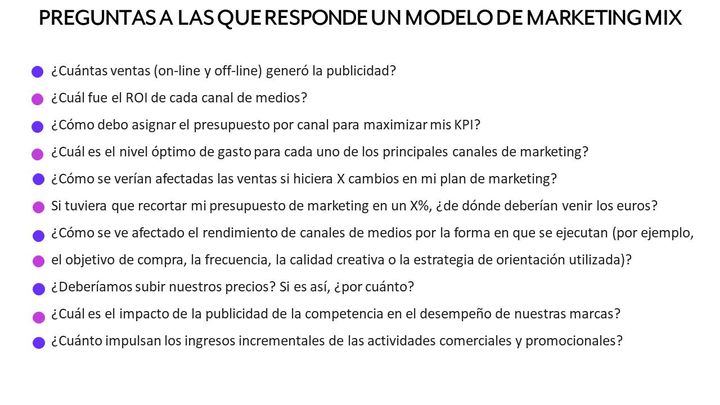 PREGUNTAS A LAS QUE RESPONDE UN MODELO DE MARKETING MIX
¿Cuántas ventas (on-line y off-line) generó la publicidad?
¿Cuál fue el ROI de cada canal de medios?
¿Cómo debo asignar el presupuesto por canal para maximizar mis KPI?
¿Cuál es el nivel óptimo de gasto para cada uno de los principales canales de marketing?
¿Cómo se verían afectadas las ventas si hiciera X cambios en mi plan de marketing?
Si tuviera que recortar mi presupuesto de marketing en un X%, ¿de dónde deberían venir los euros?
¿Cómo se ve afectado el rendimiento de canales de medios por la forma en que se ejecutan (por ejemplo,
el objetivo de compra, la frecuencia, la calidad creativa o la estrategia de orientación utilizada)?
¿Deberíamos subir nuestros precios? Si es así, ¿por cuánto?
¿Cuál es el impacto de la publicidad de la competencia en el desempeño de nuestras marcas?
¿Cuánto impulsan los ingresos incrementales de las actividades comerciales y promocionales?